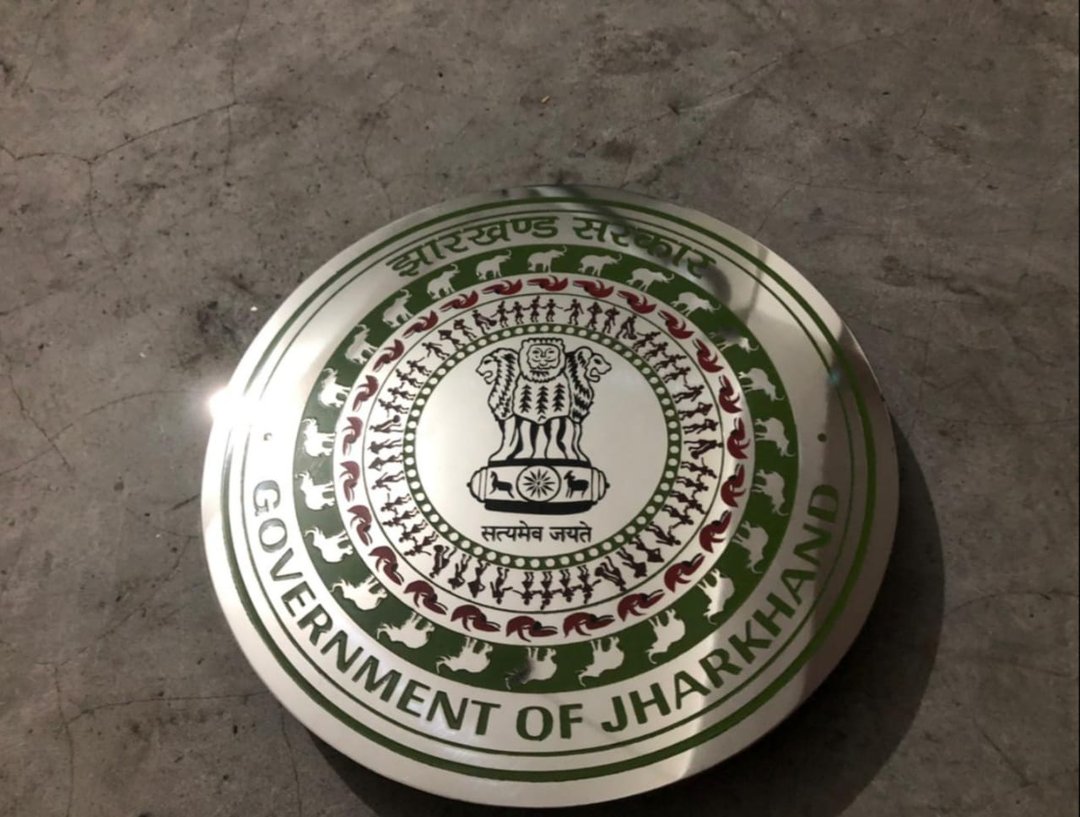 झारखण्ड सरकार
सत्यमेव जयते
GOVERNMENT OF JHARKHAND